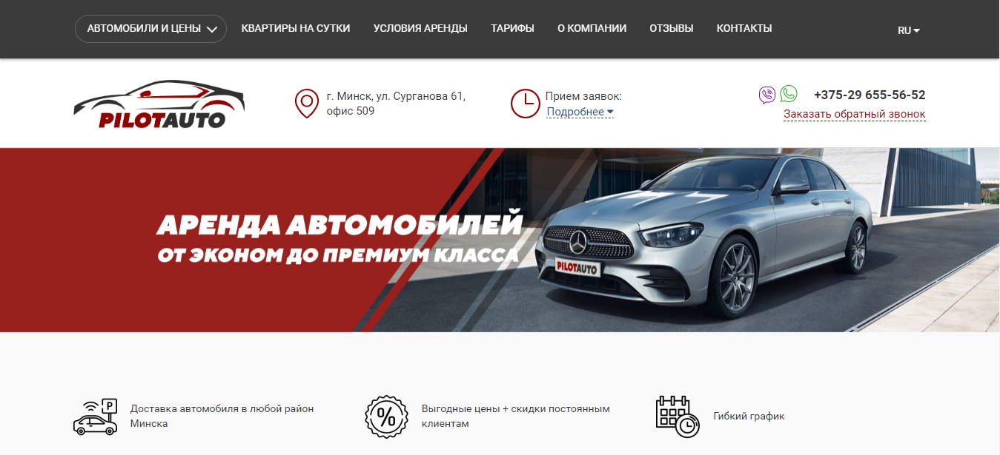 АВТОМОБИЛИ И ЦЕНЫ
КВАРТИРЫ НА СУТКИ
УСЛОВИЯ АРЕНДЫ
ТАРИФЫ
О КОМПАНИИ
ОТЗЫВЫ
КОНТАКТЫ
RU
PILOTAUTO
г. Минск, ул. Сурганова 61,
офис 509
Прием заявок:
Подробнее
+375-29 655-56-52
Заказать обратный звонок
АРЕНДА АВТОМОБИЛЕЙ
ОТ ЭКОНОМ ДО ПРЕМИУМ КЛАССА
PILOTAUTO
P
Доставка автомобиля в любой район
Минска
%
Выгодные цены + скидки постоянным
клиентам
Гибкий график